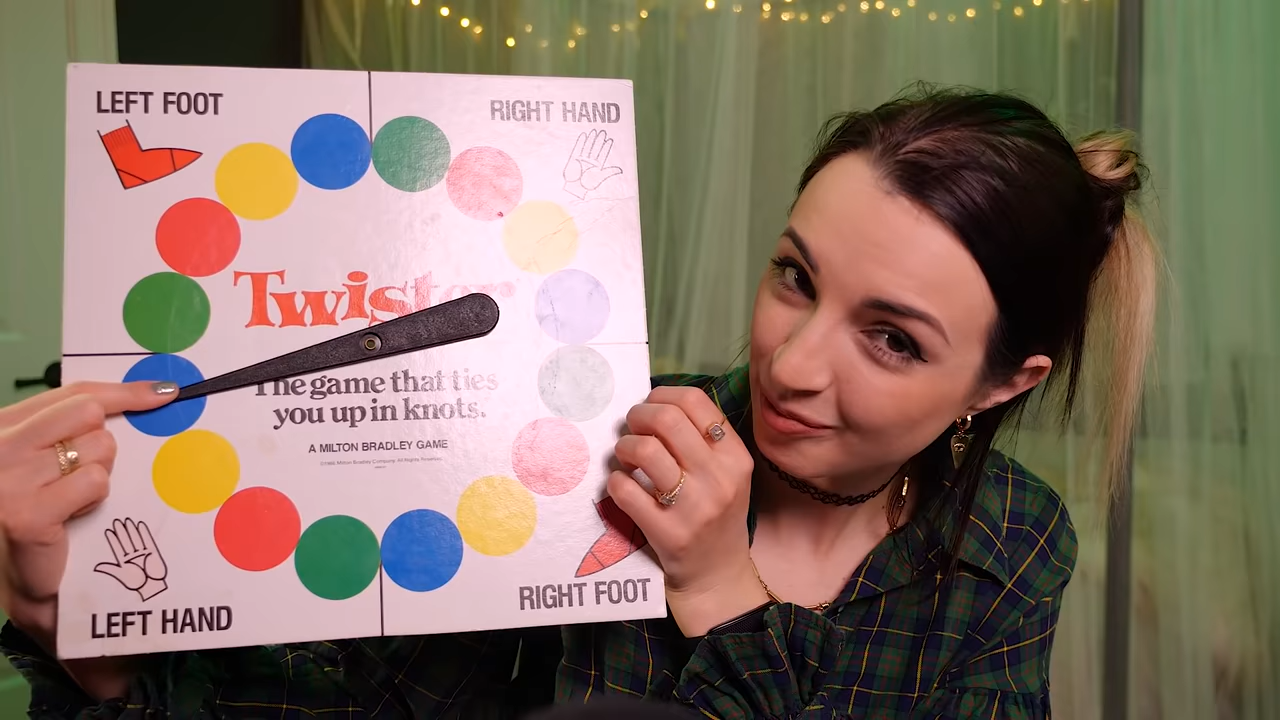 LEFT FOOT
RIGHT HAND
Twister
The game that ties
you up in knots.
A MILTON BRADLEY GAME
LEFT HAND
RIGHT FOOT